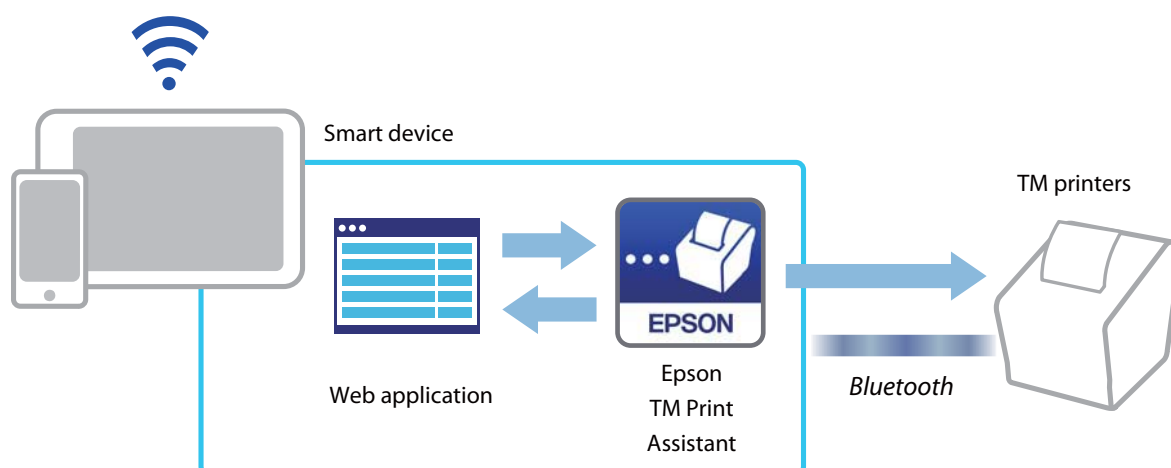 Smart device
TM printers
EPSON
Web application
Epson
TM Print
Assistant
Bluetooth